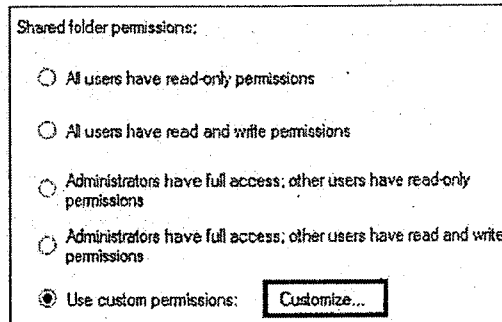 Shared folder permissions:
All users have read-only permissions
All users have read and write permissions
Administrators have full access; other users have read-only
permissions
Administrators have full access; other users have read and write
permissions
Use custom permissions: Customize...